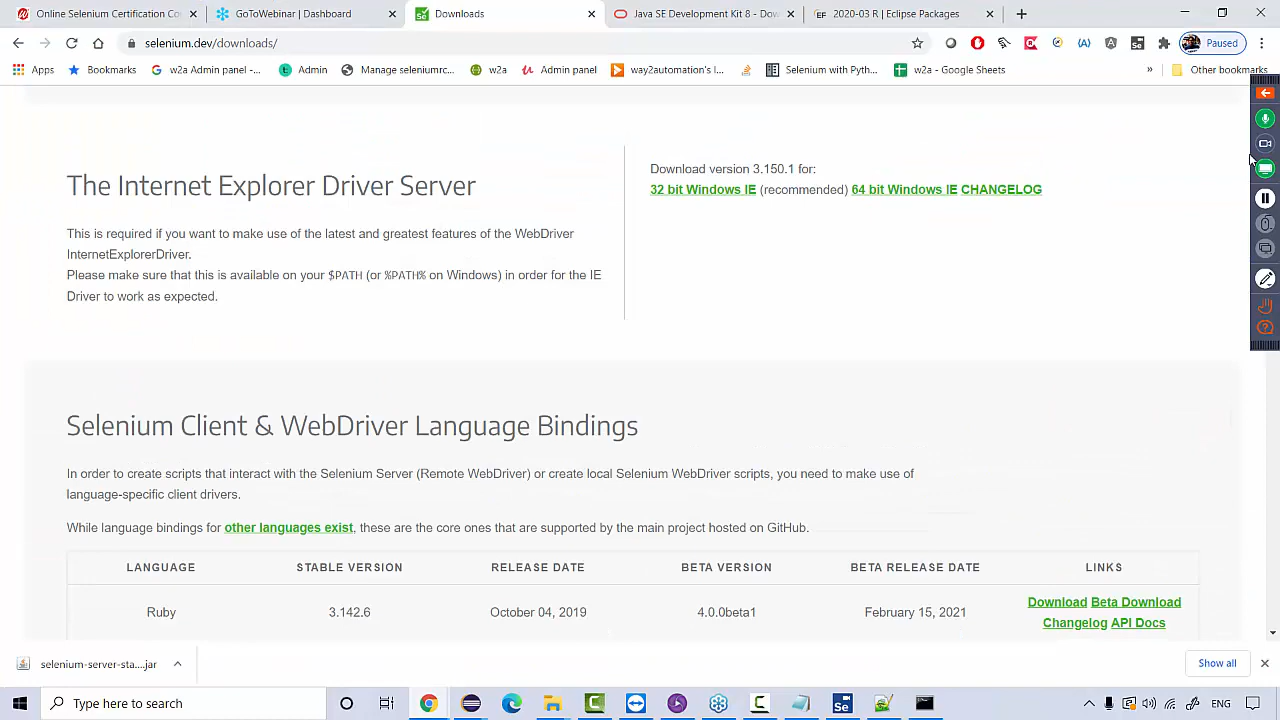 Online Selenium Certification Co
GoToWebinar | Dashboard
Downloads
Java SE Development Kit 8 - Dow
2020-03 R | Eclipse Packages
selenium.dev/downloads/
Paused
Apps
Bookmarks
w2a Admin panel -...
Admin
Manage seleniumrc...
w2a
Admin panel
way2automation's l...
Selenium with Pyth...
w2a - Google Sheets
»
Other bookmarks
The Internet Explorer Driver Server
This is required if you want to make use of the latest and greatest features of the WebDriver
InternetExplorerDriver.
Please make sure that this is available on your $PATH (or %PATH% on Windows) in order for the IE
Driver to work as expected.
Download version 3.150.1 for:
32 bit Windows IE (recommended) 64 bit Windows IE CHANGELOG
Selenium Client & WebDriver Language Bindings
In order to create scripts that interact with the Selenium Server (Remote WebDriver) or create local Selenium WebDriver scripts, you need to make use of
language-specific client drivers.
While language bindings for other languages exist, these are the core ones that are supported by the main project hosted on GitHub.
LANGUAGE STABLE VERSION RELEASE DATE BETA VERSION BETA RELEASE DATE LINKS
Ruby 3.142.6 October 04, 2019 4.0.0beta1 February 15, 2021 Download Beta Download
Changelog API Docs
selenium-server-sta....jar
Show all
Type here to search
ENG